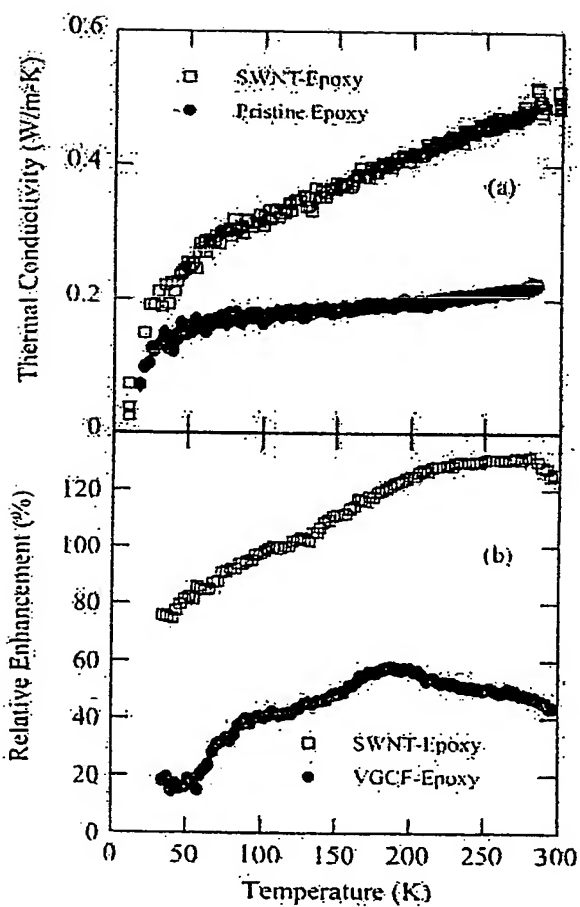 0.6
SWNT-Epoxy
Pristine Epoxy
0.4
(a)
0.2
0
Thermal Conductivity (W/m-K)
120
100
(b)
80
60
40
SWNT-Epoxy
20
VGCF-Epoxy
0
Relative Enhancement (%)
0 50 100 150 200 250 300
Temperature (K)